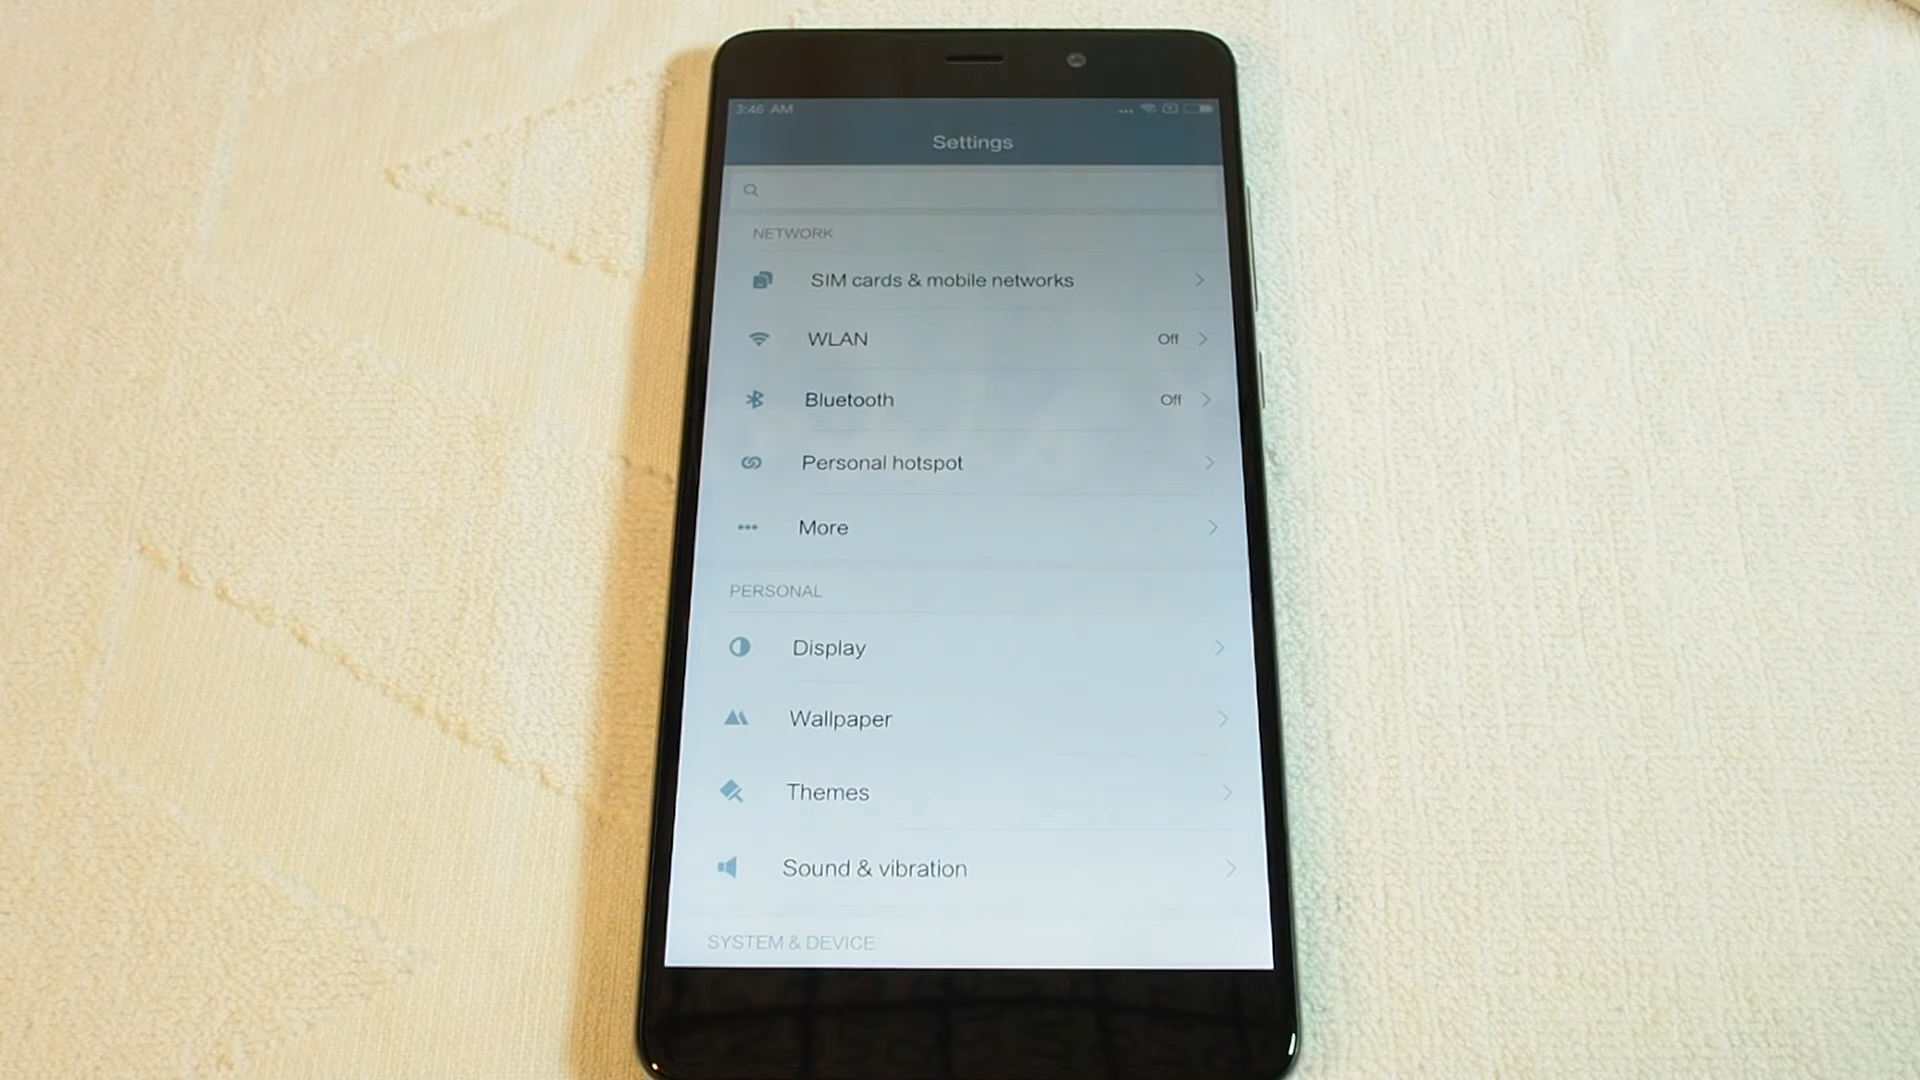 3:46 AM
Settings
NETWORK
SIM cards & mobile networks
WLAN Off
Bluetooth Off
Personal hotspot
More
PERSONAL
Display
Wallpaper
Themes
Sound & vibration
SYSTEM & DEVICE